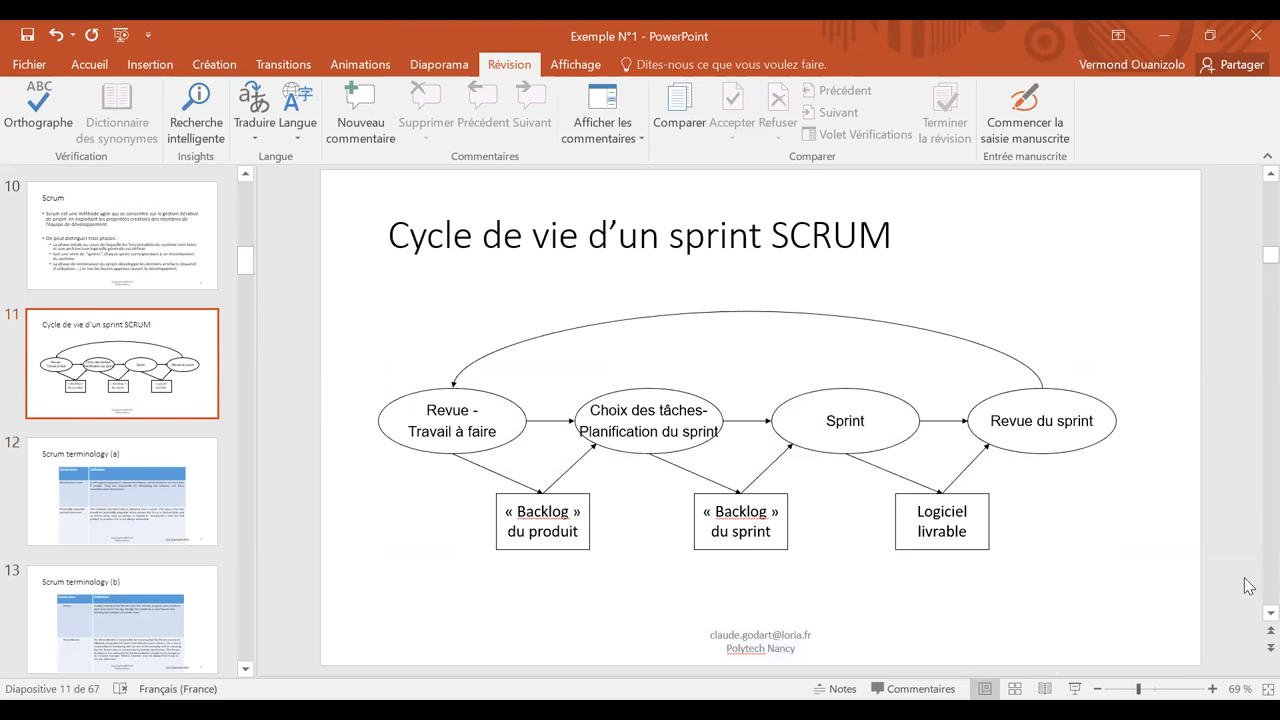 Exemple N°1 - PowerPoint
Fichier Accueil Insertion Création Transitions Animations Diaporama Révision Affichage Dites-nous ce que vous voulez faire. Vermond Ouanizolo Partager
ABC
Orthographe
Dictionnaire
des synonymes
Vérification
Recherche
intelligente
Insights
Traduire Langue
Langue
Nouveau
commentaire
Supprimer Précédent Suivant
Afficher les
commentaires
Commentaires
Comparer Accepter Refuser
Précédent
Suivant
Volet Vérifications
Terminer
la révision
Comparer
Commencer la
saisie manuscrite
Entrée manuscrite
10
Scrum
11
Cycle de vie d'un sprint SCRUM
12
Scrum terminology (a)
13
Scrum terminology (b)
Cycle de vie d’un sprint SCRUM
Revue -
Travail à faire
Choix des tâches-
Planification du sprint
Sprint
Revue du sprint
« Backlog »
du produit
« Backlog »
du sprint
Logiciel
livrable
Polytech Nancy
Diapositive 11 de 67 Français (France) Notes Commentaires 69 %